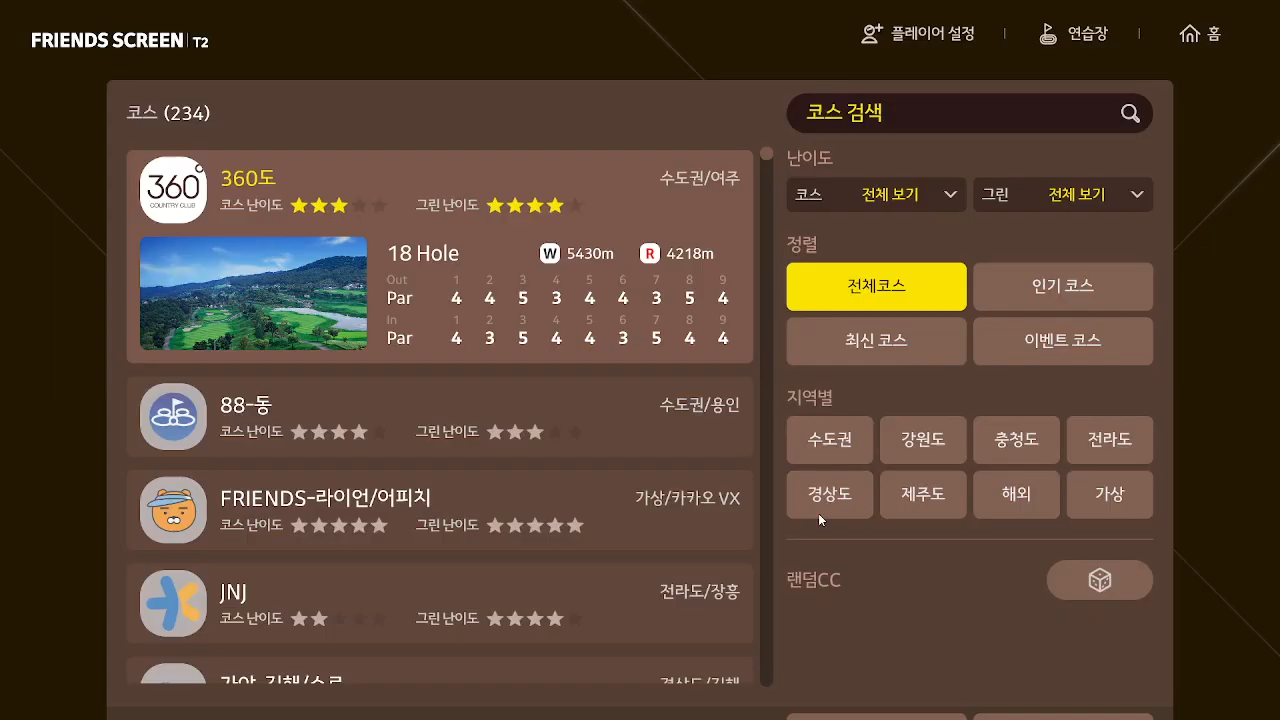 FRIENDS SCREEN T2
플레이어 설정
연습장
홈
코스 (234)
코스 검색
360 COUNTRY CLUB
360도
수도권/여주
코스 난이도
그린 난이도
18 Hole W 5430m R 4218m
Out 1 2 3 4 5 6 7 8 9
Par 4 4 5 3 4 4 3 5 4
In 1 2 3 4 5 6 7 8 9
Par 4 3 5 4 4 3 5 4 4
88-동
수도권/용인
코스 난이도
그린 난이도
FRIENDS-라이언/어피치
가상/카카오 VX
코스 난이도
그린 난이도
JNJ
전라도/장흥
코스 난이도
그린 난이도
난이도
코스 전체 보기
그린 전체 보기
정렬
전체코스 인기 코스
최신 코스 이벤트 코스
지역별
수도권 강원도 충청도 전라도
경상도 제주도 해외 가상
랜덤CC